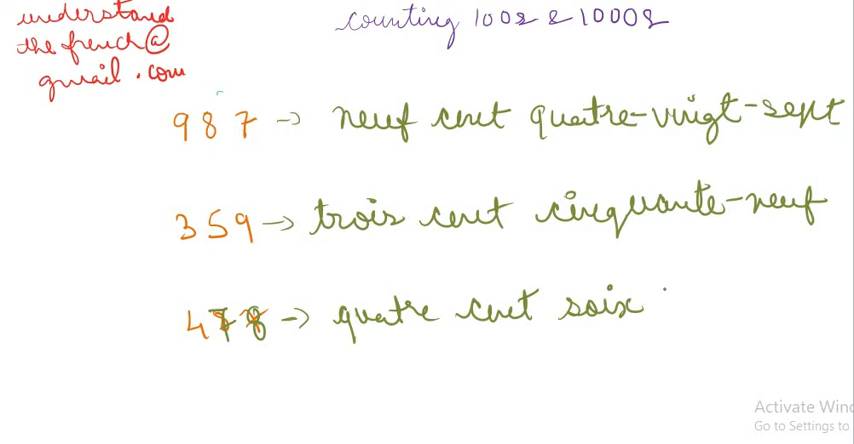 understand
the french@
gmail.com
counting 100s & 1000s
987 -> neuf cent quatre-vingt-sept
359 -> trois cent cinquante-neuf
478 -> quatre cent soix
Activate Wind
Go to Settings to